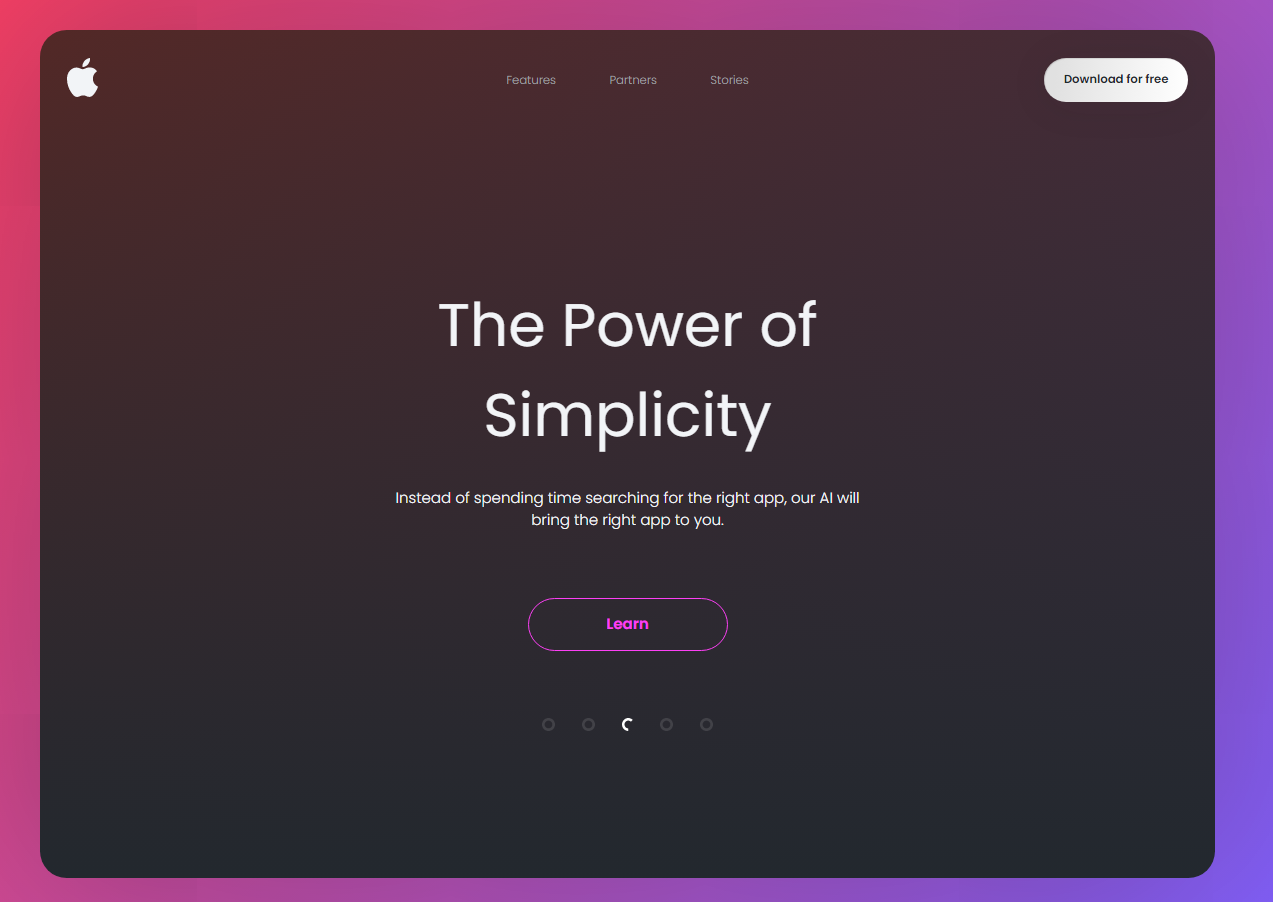 Features
Partners
Stories
Download for free
The Power of
Simplicity
Instead of spending time searching for the right app, our AI will
bring the right app to you.
Learn